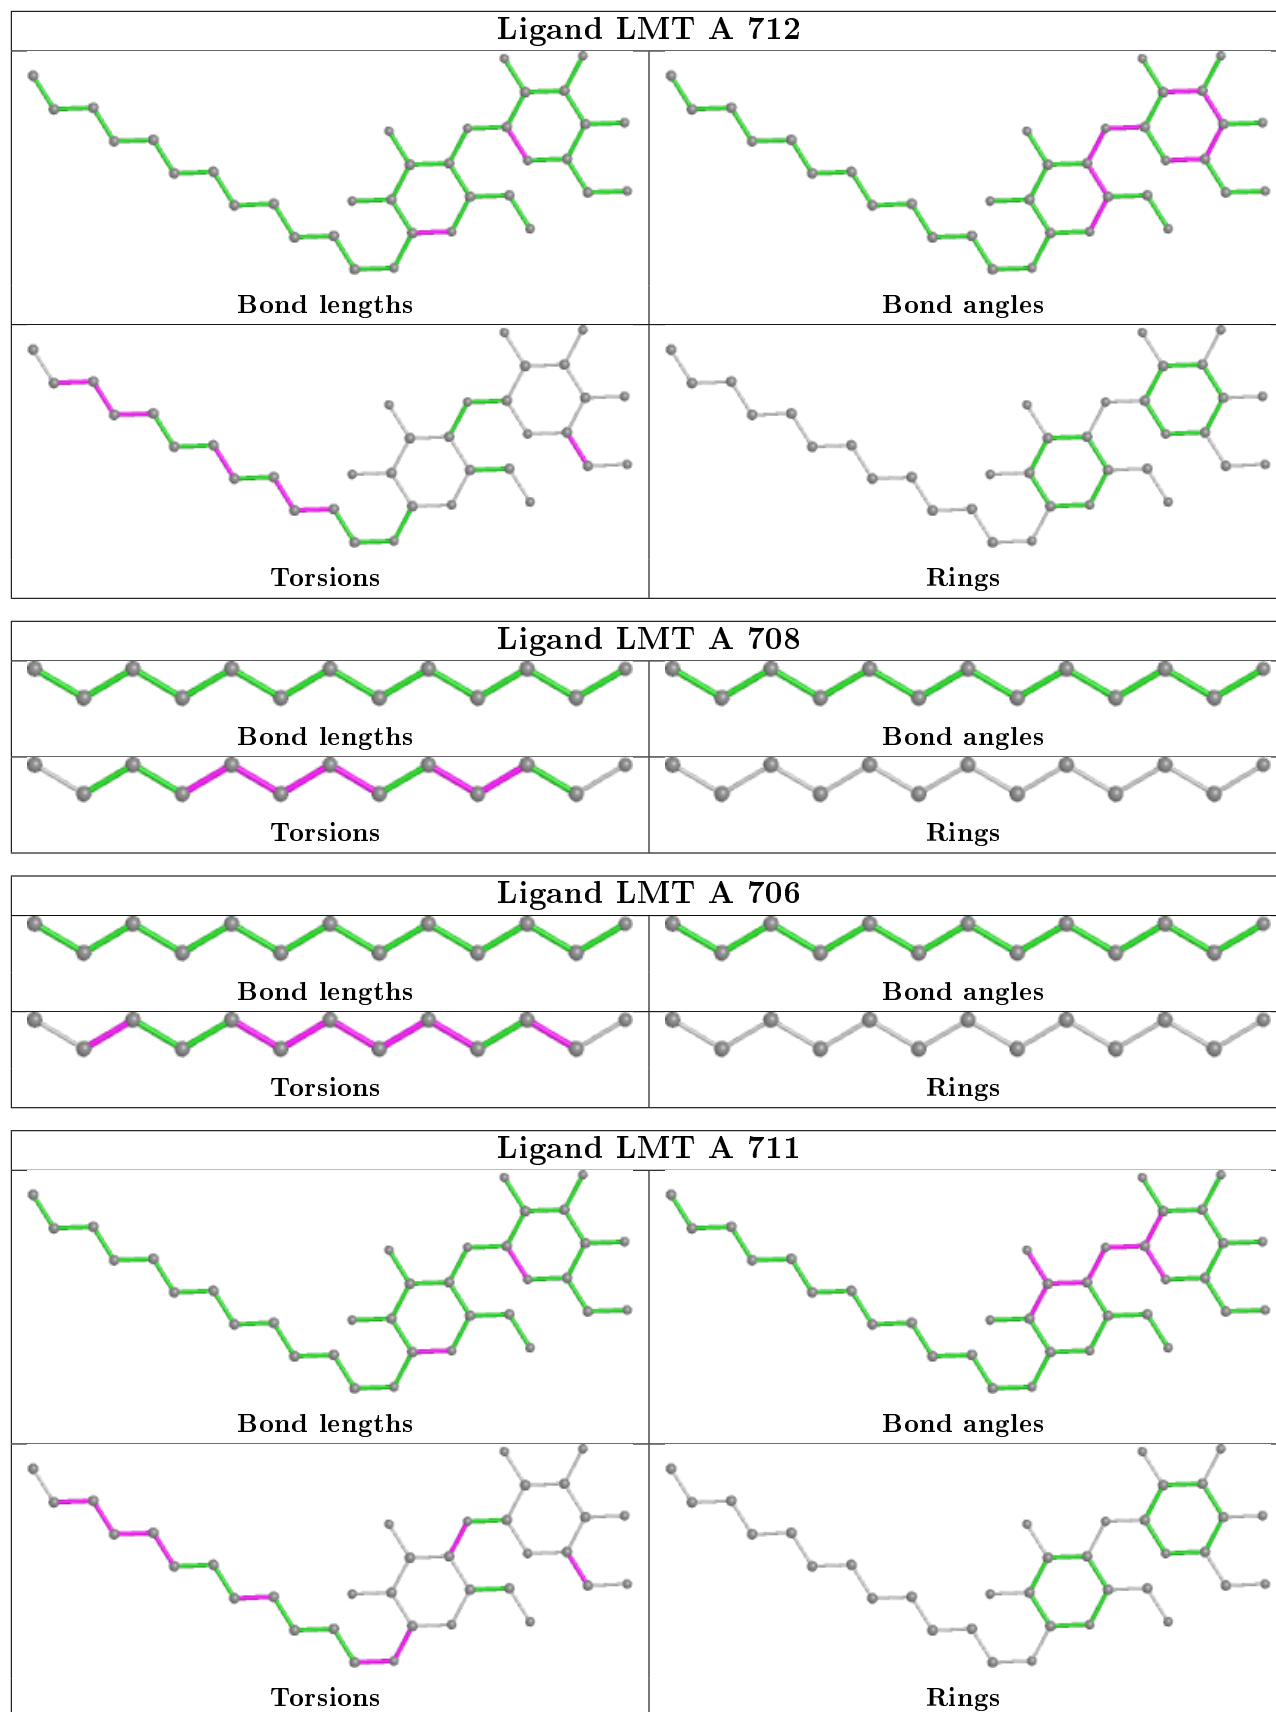 Ligand LMT A 712
Bond lengths
Bond angles
Torsions
Rings
Ligand LMT A 708
Bond lengths
Bond angles
Torsions
Rings
Ligand LMT A 706
Bond lengths
Bond angles
Torsions
Rings
Ligand LMT A 711
Bond lengths
Bond angles
Torsions
Rings